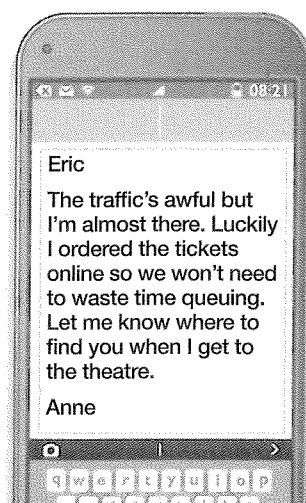 08:21
Eric
The traffic's awful but
I'm almost there. Luckily
I ordered the tickets
online so we won't need
to waste time queuing.
Let me know where to
find you when I get to
the theatre.
Anne
q w e r t y u i o p